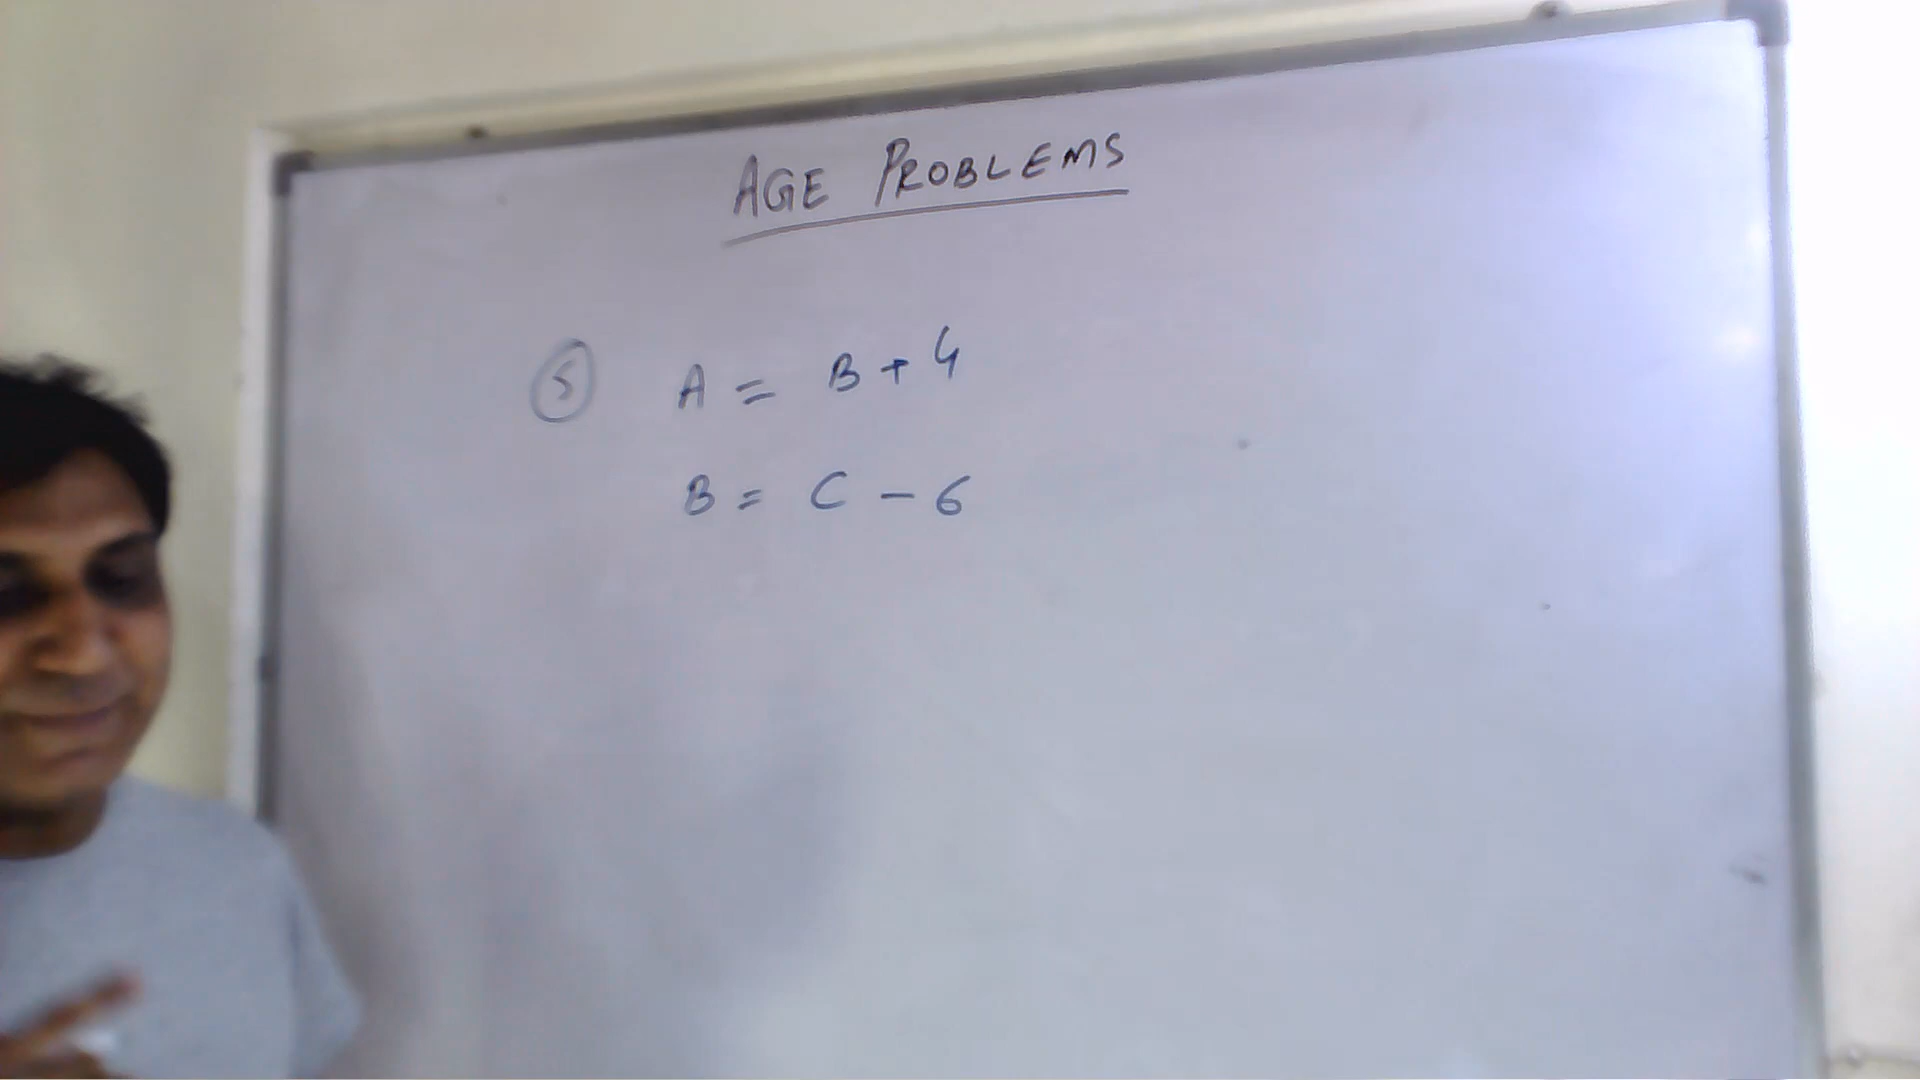 AGE PROBLEMS
5 A = B + 4
B = C - 6